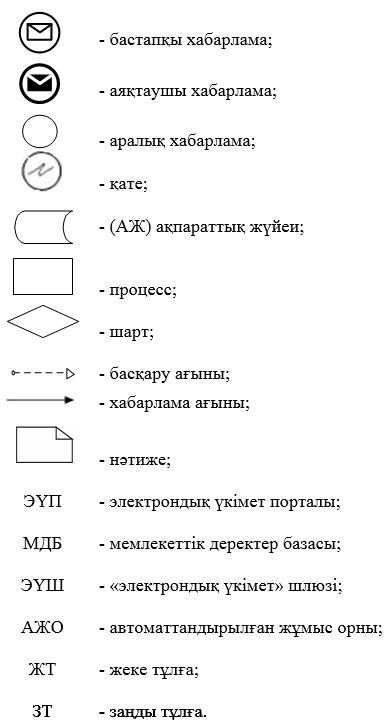 - бастапқы хабарлама;
- аяқтаушы хабарлама;
- аралық хабарлама;
- қате;
- (АЖ) ақпараттық жүйеи;
- процесс;
- шарт;
- басқару ағыны;
- хабарлама ағыны;
- нәтиже;
ЭҮП - электрондық үкімет порталы;
МДБ - мемлекеттік деректер базасы;
ЭҮШ - «электрондық үкімет» шлюзі;
АЖО - автоматтандырылған жұмыс орны;
ЖТ - жеке тұлға;
ЗТ - заңды тұлға.